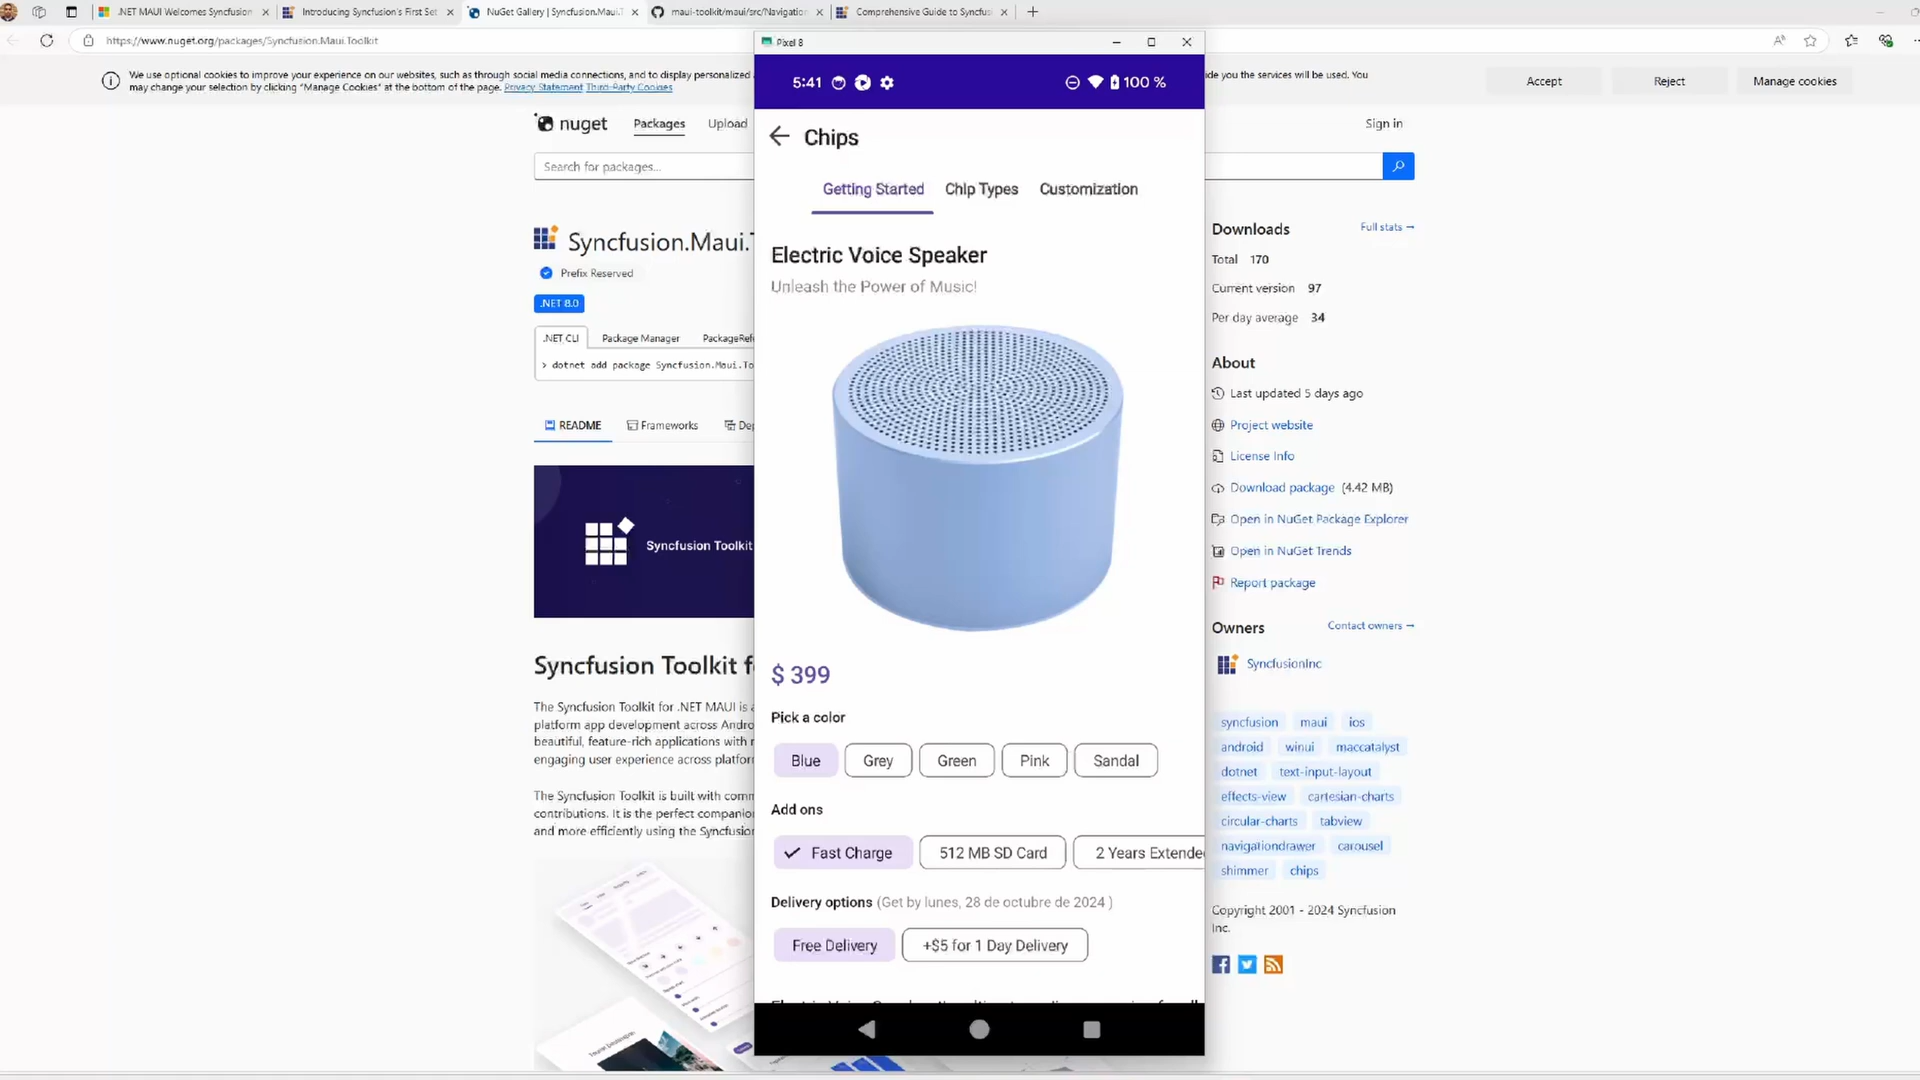 .NET MAUI Welcomes Syncfusion
Introducing Syncfusion's First Set
NuGet Gallery | Syncfusion.Maui.T
maui-toolkit/maui/src/Navigation
Comprehensive Guide to Syncfus
https://www.nuget.org/packages/Syncfusion.Maui.Toolkit
We use optional cookies to improve your experience on our websites, such as through social media connections, and to display personalized a
ide you the services will be used. You
may change your selection by clicking "Manage Cookies" at the bottom of the page. Privacy Statement Third-Party Cookies
Accept
Reject
Manage cookies
nuget
Packages
Upload
Sign in
Search for packages...
Syncfusion.Maui.
Prefix Reserved
.NET 8.0
.NET CLI
Package Manager
PackageRef
> dotnet add package Syncfusion.Maui.To
README
Frameworks
Dep
Syncfusion Toolkit
Syncfusion Toolkit f
The Syncfusion Toolkit for .NET MAUI is a
platform app development across Andro
beautiful, feature-rich applications with
engaging user experience across platfor
The Syncfusion Toolkit is built with comm
contributions. It is the perfect companio
and more efficiently using the Syncfusio
Pixel 8
5:41
100 %
Chips
Getting Started
Chip Types
Customization
Electric Voice Speaker
Unleash the Power of Music!
$ 399
Pick a color
Blue
Grey
Green
Pink
Sandal
Add ons
Fast Charge
512 MB SD Card
2 Years Extende
Delivery options (Get by lunes, 28 de octubre de 2024 )
Free Delivery
+$5 for 1 Day Delivery
Downloads
Full stats →
Total 170
Current version 97
Per day average 34
About
Last updated 5 days ago
Project website
License Info
Download package (4.42 MB)
Open in NuGet Package Explorer
Open in NuGet Trends
Report package
Owners
Contact owners →
SyncfusionInc
syncfusion maui ios
android winui maccatalyst
dotnet text-input-layout
effects-view cartesian-charts
circular-charts tabview
navigationdrawer carousel
shimmer chips
Copyright 2001 - 2024 Syncfusion
Inc.